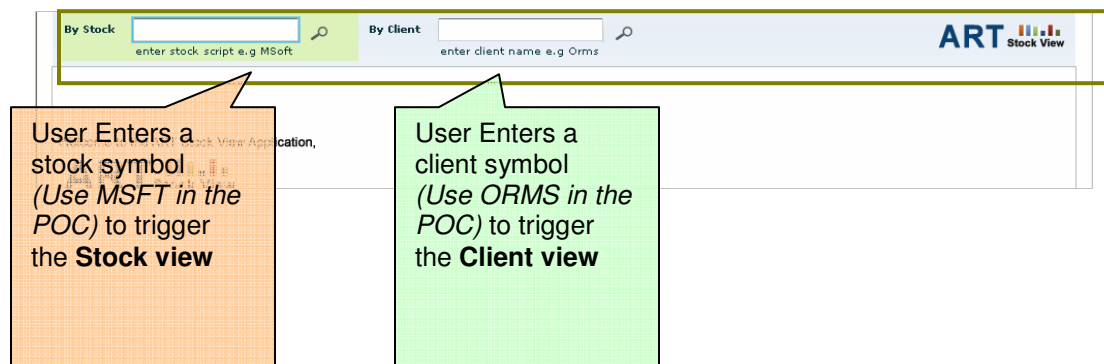 By Stock
enter stock script e.g MSoft
By Client
enter client name e.g Orms
ART Stock View
Application,
User Enters a
stock symbol
(Use MSFT in the
POC) to trigger
the Stock view
User Enters a
client symbol
(Use ORMS in the
POC) to trigger
the Client view